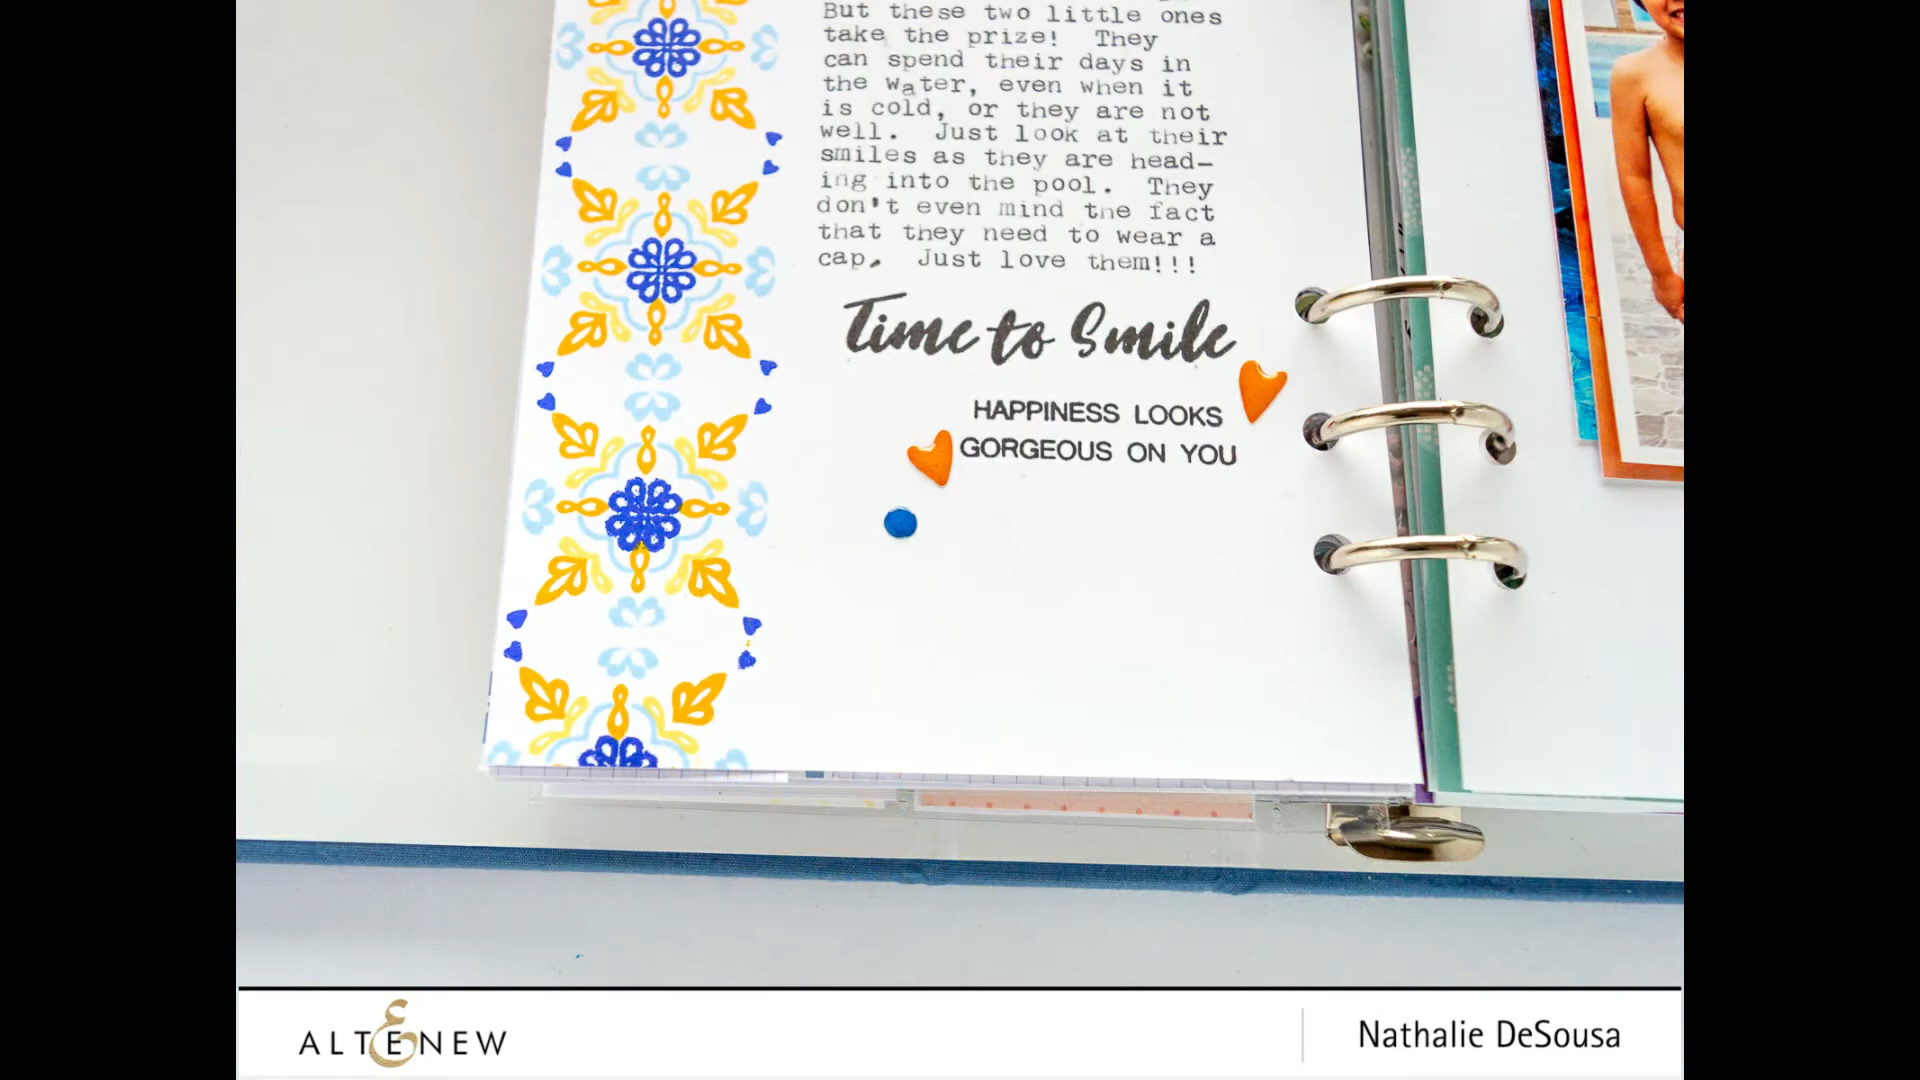 But these two little ones
take the prize! They
can spend their days in
the water, even when it
is cold, or they are not
well. Just look at their
smiles as they are head-
ing into the pool. They
don't even mind the fact
that they need to wear a
cap. Just love them!!!
Time to Smile
HAPPINESS LOOKS
GORGEOUS ON YOU
ALTENEW
Nathalie DeSousa